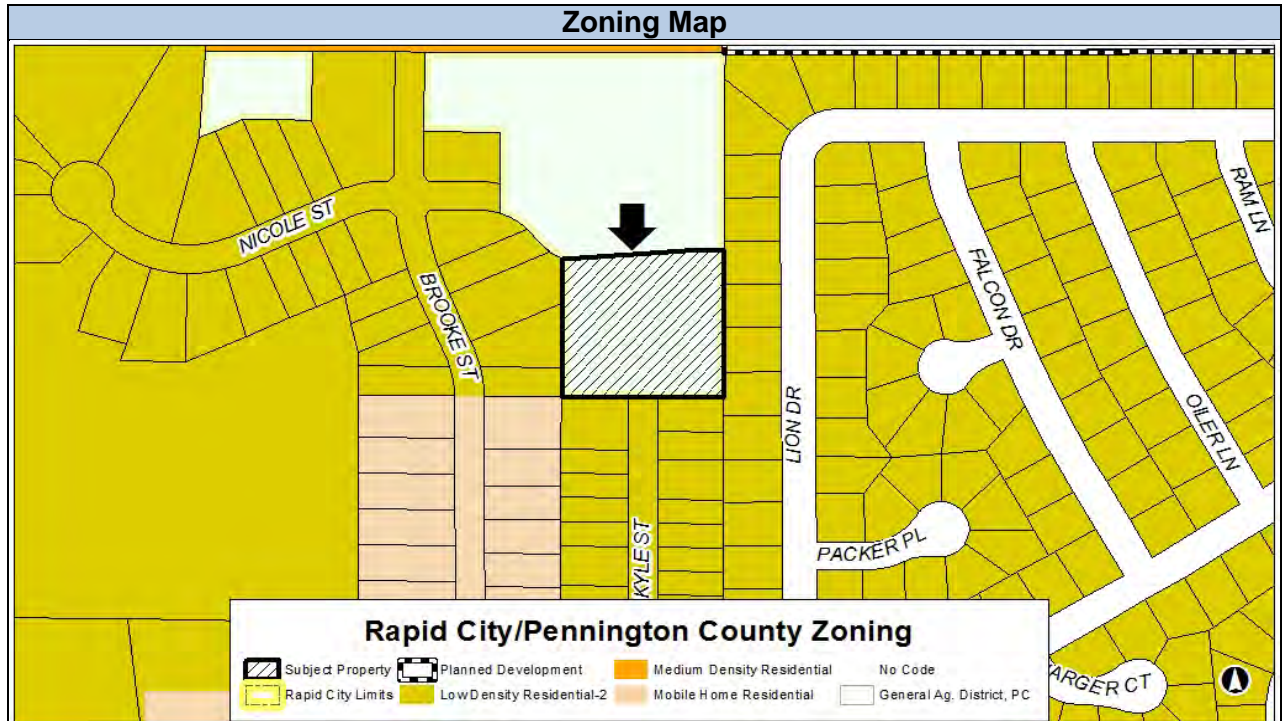 Zoning Map
RAM LN
NICOLE ST
BROOKE ST
FALCON DR
LION DR
OILER LN
KYLE ST
PACKER PL
Rapid City/Pennington County Zoning
Subject Property Planned Development Medium Density Residential No Code
Rapid City Limits Low Density Residential-2 Mobile Home Residential General Ag. District, PC
ARGER CT